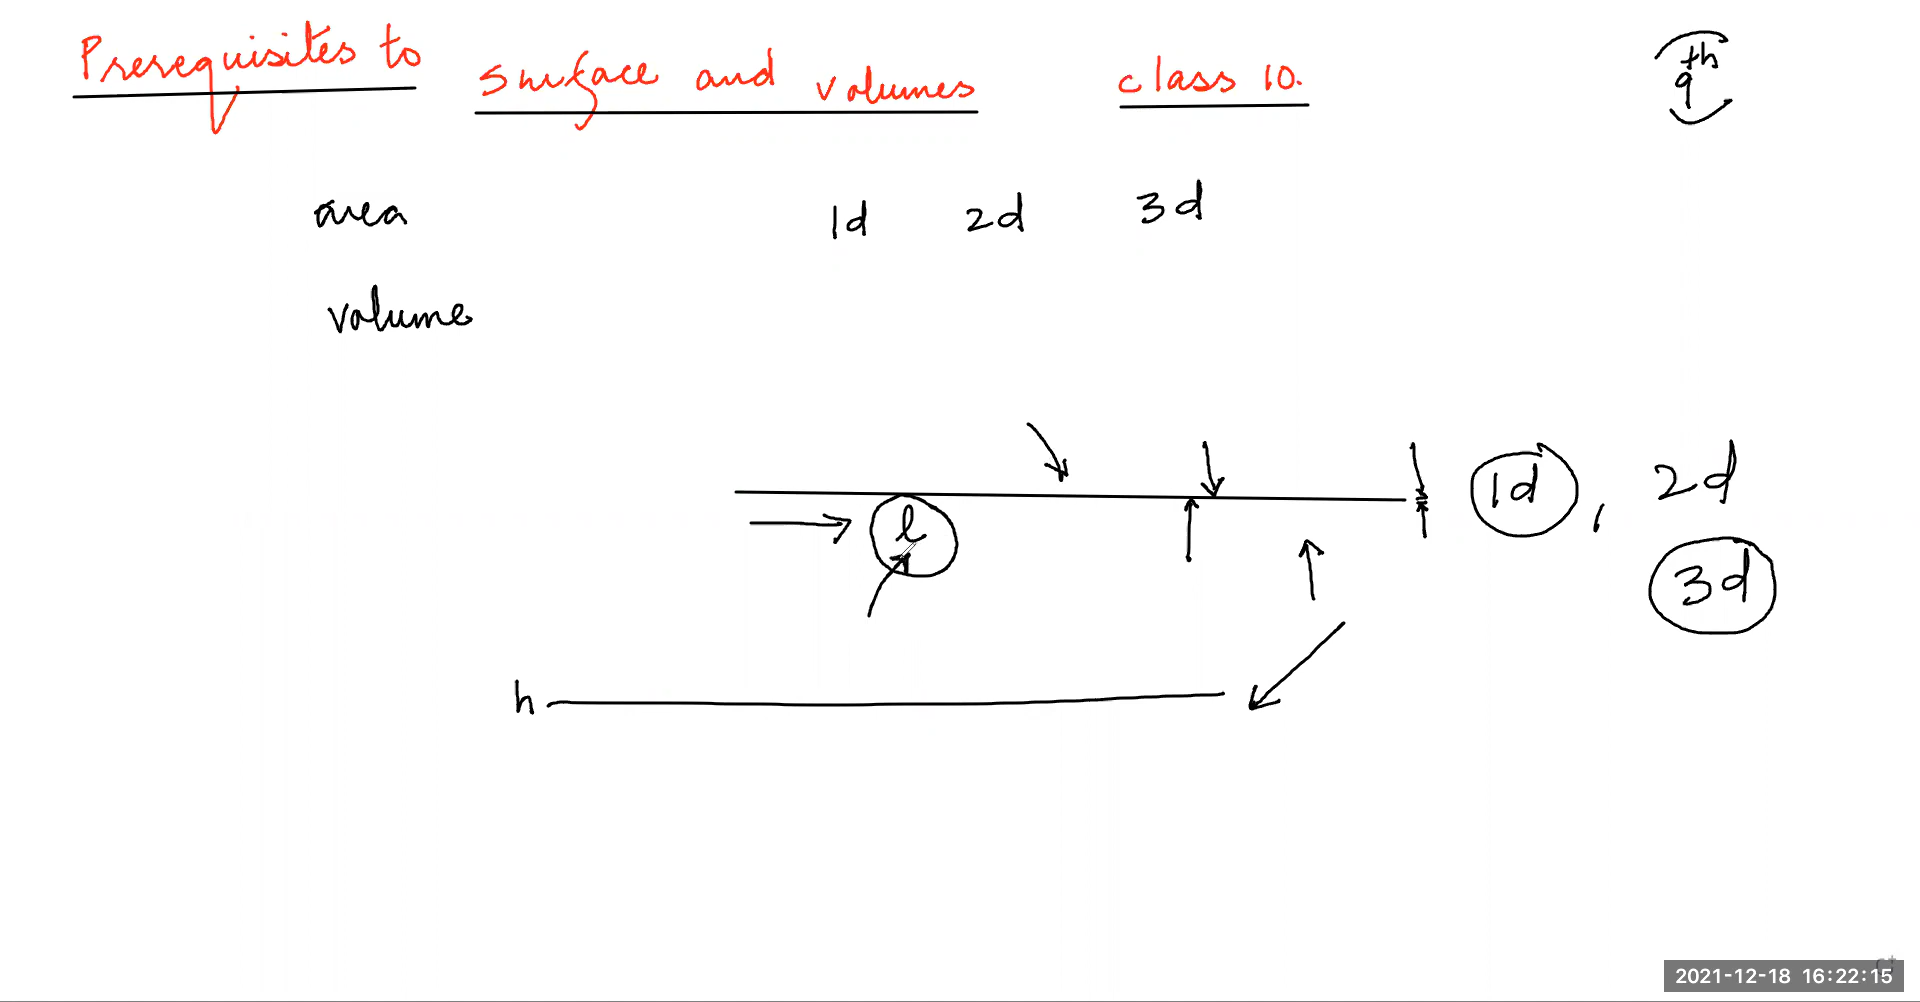 Prerequisites to surface and volumes class 10. 9th
area 1d 2d 3d
volume
l 1d, 2d
3d
h
2021-12-18 16:22:15